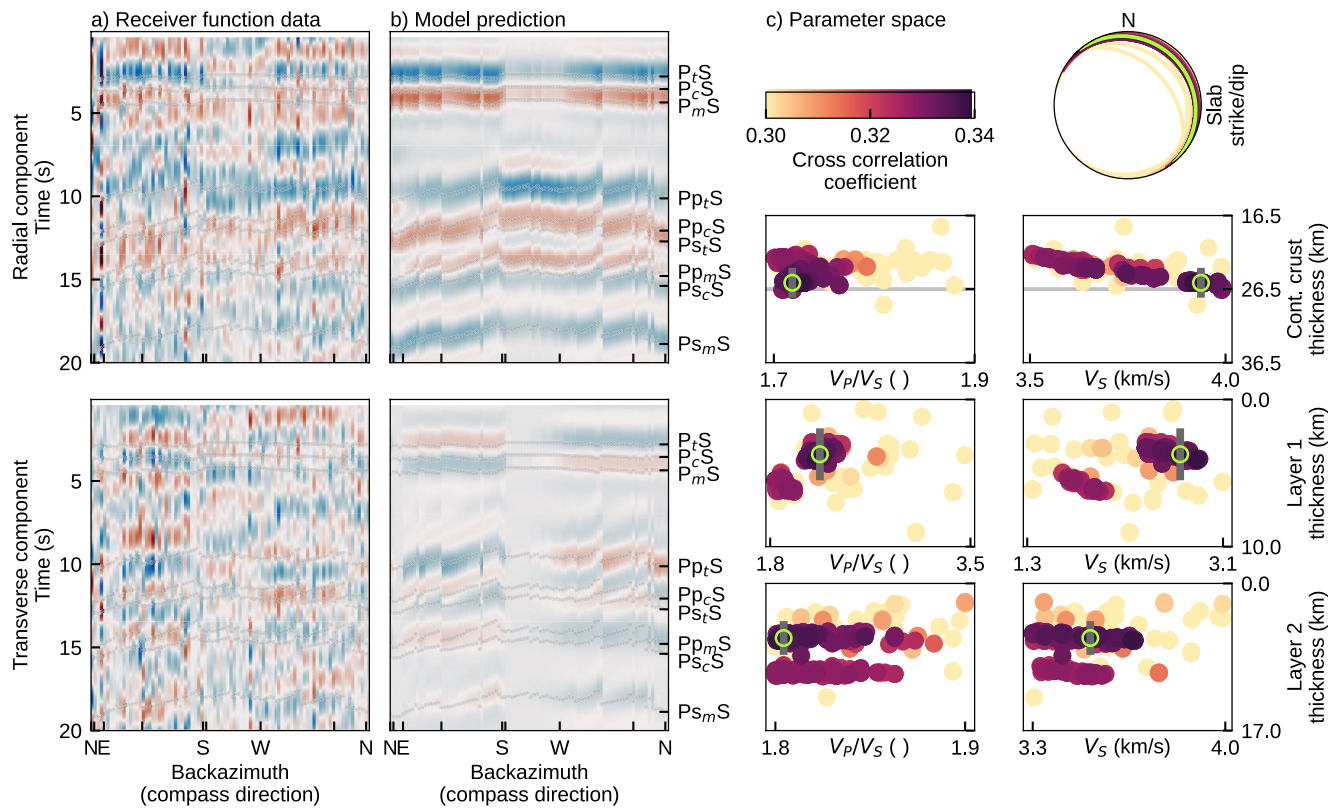 a) Receiver function data
b) Model prediction
c) Parameter space
N
Radial component
Time (s)
5
10
15
20
PtS
PcS
PmS
PptS
PpcS
PstS
PpmS
PscS
PsmS
0.30
0.32
0.34
Cross correlation
coefficient
Slab
strike/dip
16.5
26.5
36.5
Cont. crust
thickness (km)
1.7
VP/VS ( )
1.9
3.5
VS (km/s)
4.0
Transverse component
Time (s)
5
10
15
20
PtS
PcS
PmS
PptS
PpcS
PstS
PpmS
PscS
PsmS
0.0
10.0
Layer 1
thickness (km)
1.8
VP/VS ( )
3.5
1.3
VS (km/s)
3.1
0.0
17.0
Layer 2
thickness (km)
1.8
VP/VS ( )
1.9
3.3
VS (km/s)
4.0
NE
S
W
N
NE
S
W
N
Backazimuth
(compass direction)
Backazimuth
(compass direction)